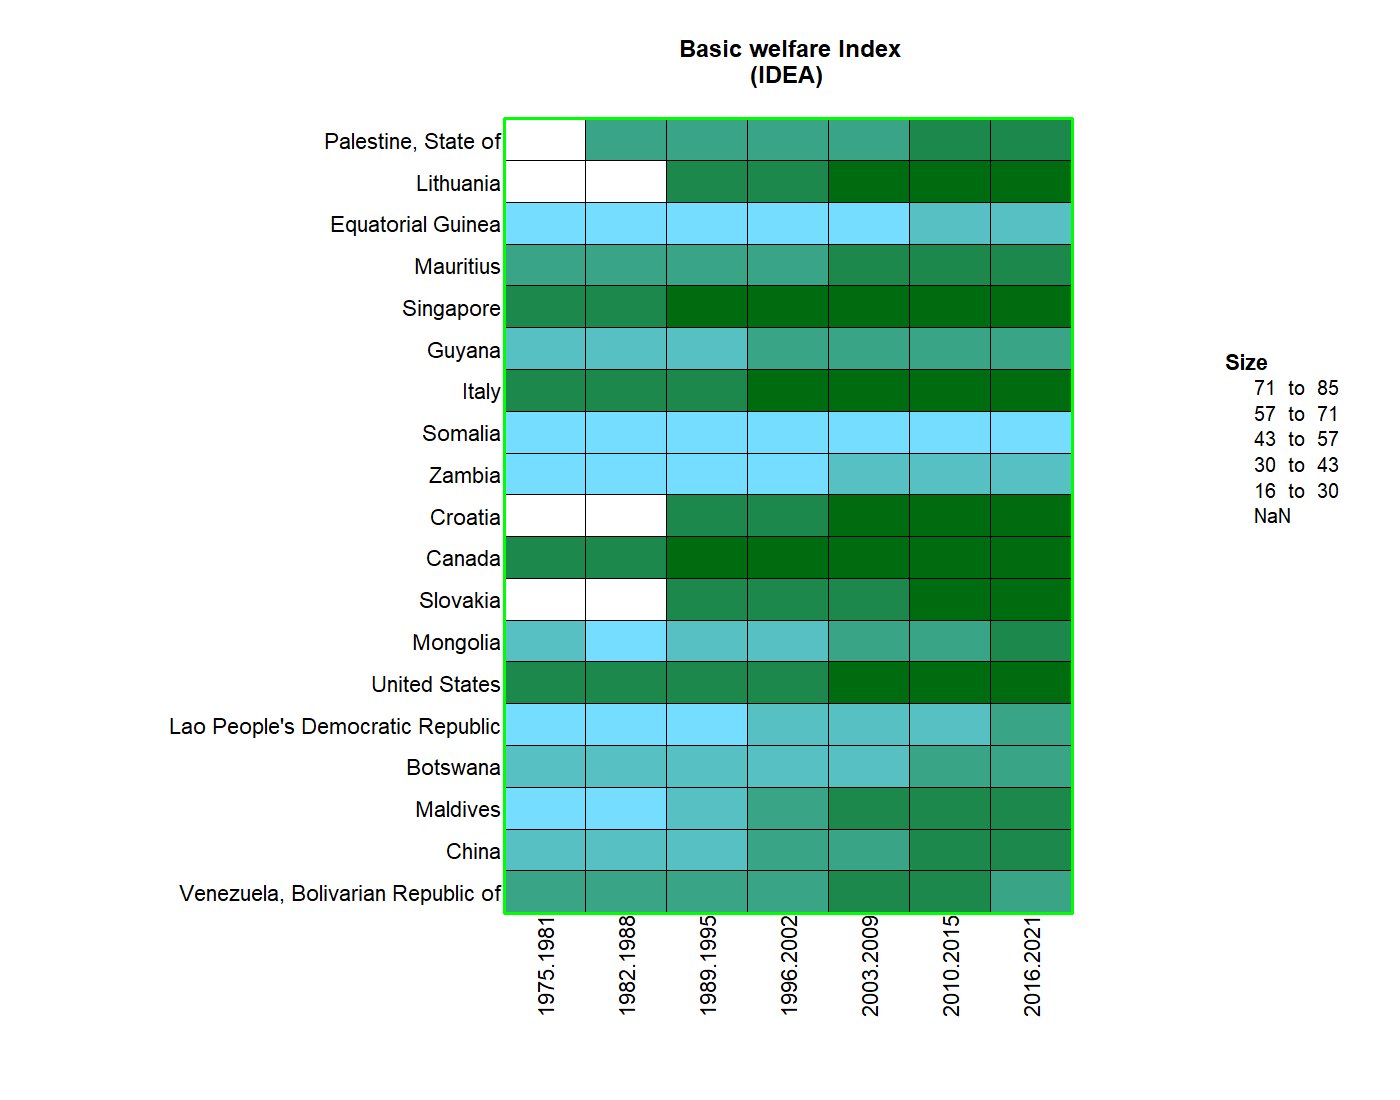 Basic welfare Index
(IDEA)
Palestine, State of
Lithuania
Equatorial Guinea
Mauritius
Singapore
Guyana
Italy
Somalia
Zambia
Croatia
Canada
Slovakia
Mongolia
United States
Lao People's Democratic Republic
Botswana
Maldives
China
Venezuela, Bolivarian Republic of
1975.1981
1982.1988
1989.1995
1996.2002
2003.2009
2010.2015
2016.2021
Size
71 to 85
57 to 71
43 to 57
30 to 43
16 to 30
NaN